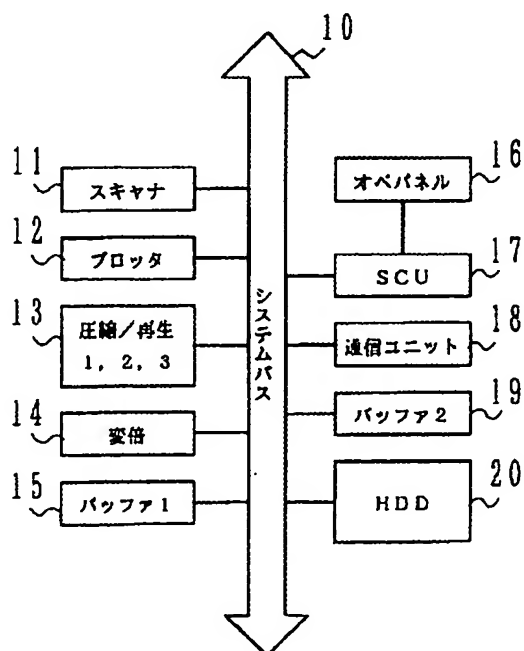 10
11
スキャナ
12
プロッタ
13
圧縮/再生
1, 2, 3
14
変倍
15
バッファ1
システムバス
16
オペパネル
17
SCU
18
通信ユニット
19
バッファ2
20
HDD